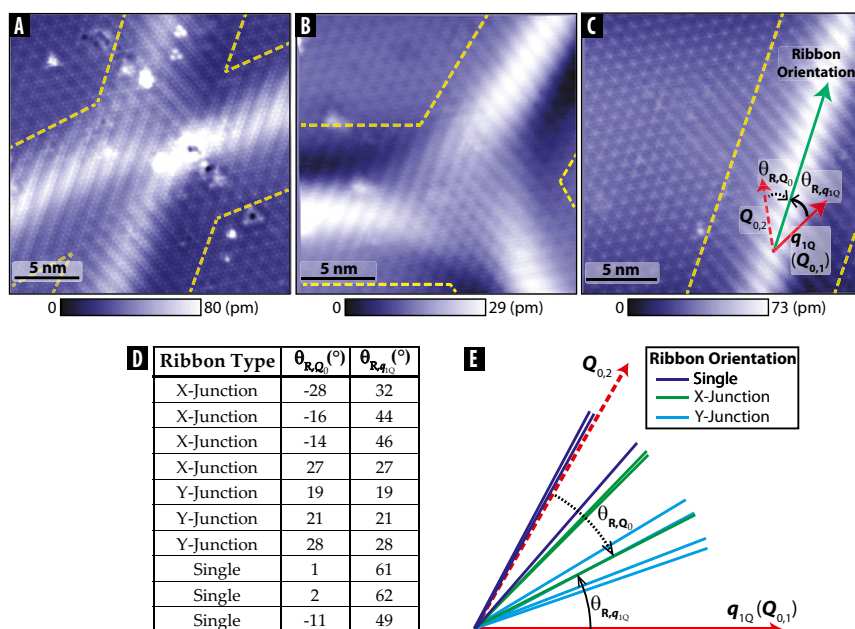 A
5 nm
0 80 (pm)
B
5 nm
0 29 (pm)
C
Ribbon
Orientation
θR,Q0
θR,q1Q
Q0,2
q1Q
(Q0,1)
5 nm
0 73 (pm)
D
Ribbon Type θR,Q0(°) θR,q1Q(°)
X-Junction -28 32
X-Junction -16 44
X-Junction -14 46
X-Junction 27 27
Y-Junction 19 19
Y-Junction 21 21
Y-Junction 28 28
Single 1 61
Single 2 62
Single -11 49
E
Q0,2
Ribbon Orientation
Single
X-Junction
Y-Junction
θR,Q0
θR,q1Q
q1Q (Q0,1)